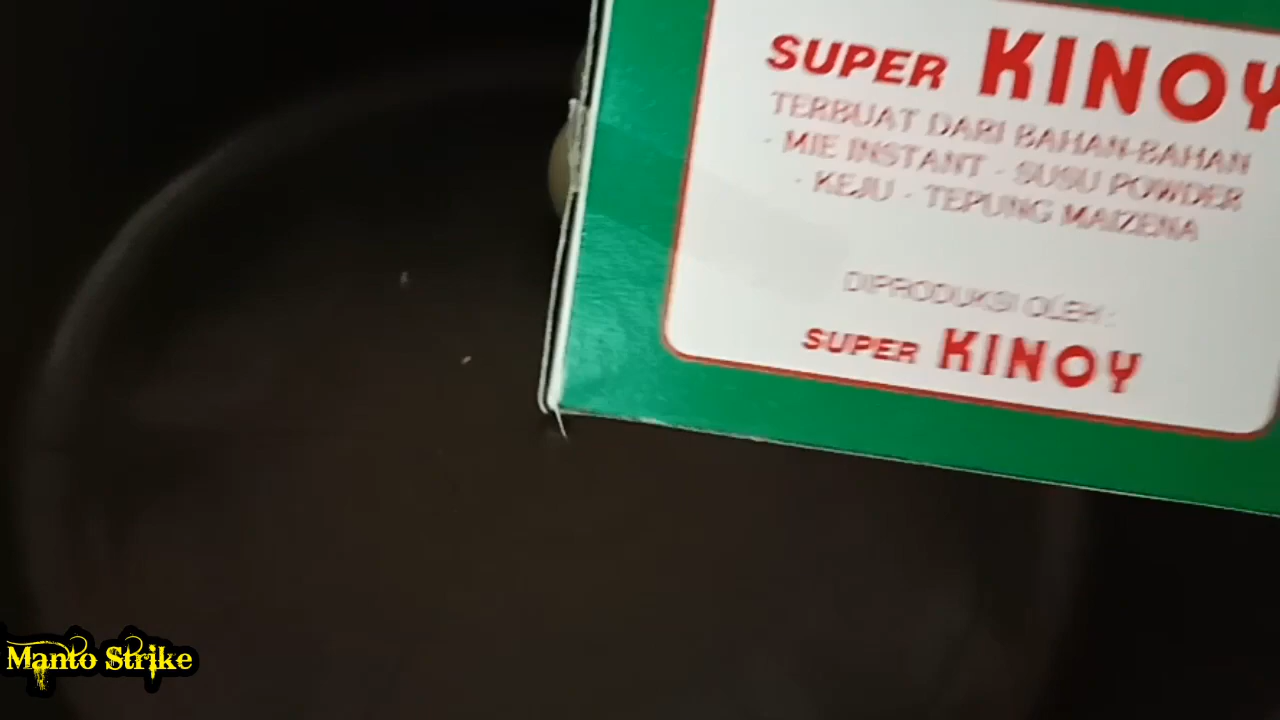 SUPER KINOY
TERBUAT DARI BAHAN-BAHAN
- MIE INSTANT - SUSU POWDER
- KEJU - TEPUNG MAIZENA
DIPRODUKSI OLEH :
SUPER KINOY
Manto Strike